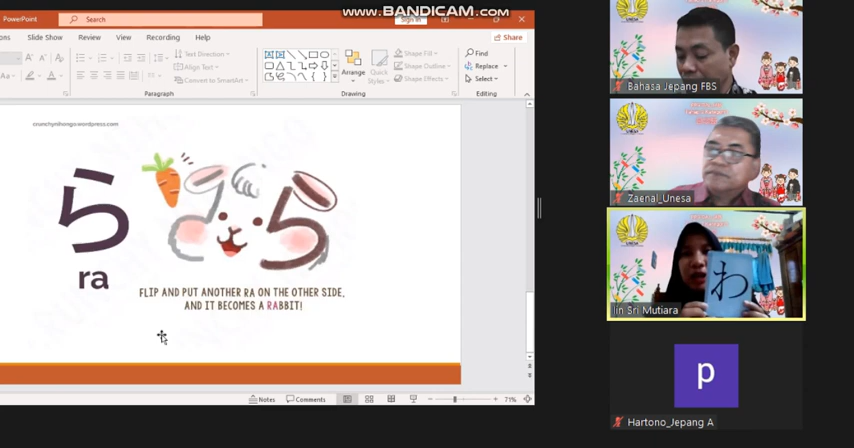 www.BANDICAM.com
PowerPoint
Search
Sign in
Slide Show
Review
View
Recording
Share
Text Direction
Align Text
Convert to SmartArt
Paragraph
Arrange
Quick
Styles
Shape Fill
Shape Outline
Shape Effects
Drawing
Find
Replace
Select
Editing
crunchynihongo.wordpress.com
ら
ra
FLIP AND PUT ANOTHER RA ON THE OTHER SIDE,
AND IT BECOMES A RABBIT!
Notes
Comments
71%
Bahasa Jepang FBS
Zaenal_Unesa
わ
Iin Sri Mutiara
p
Hartono_Jepang A